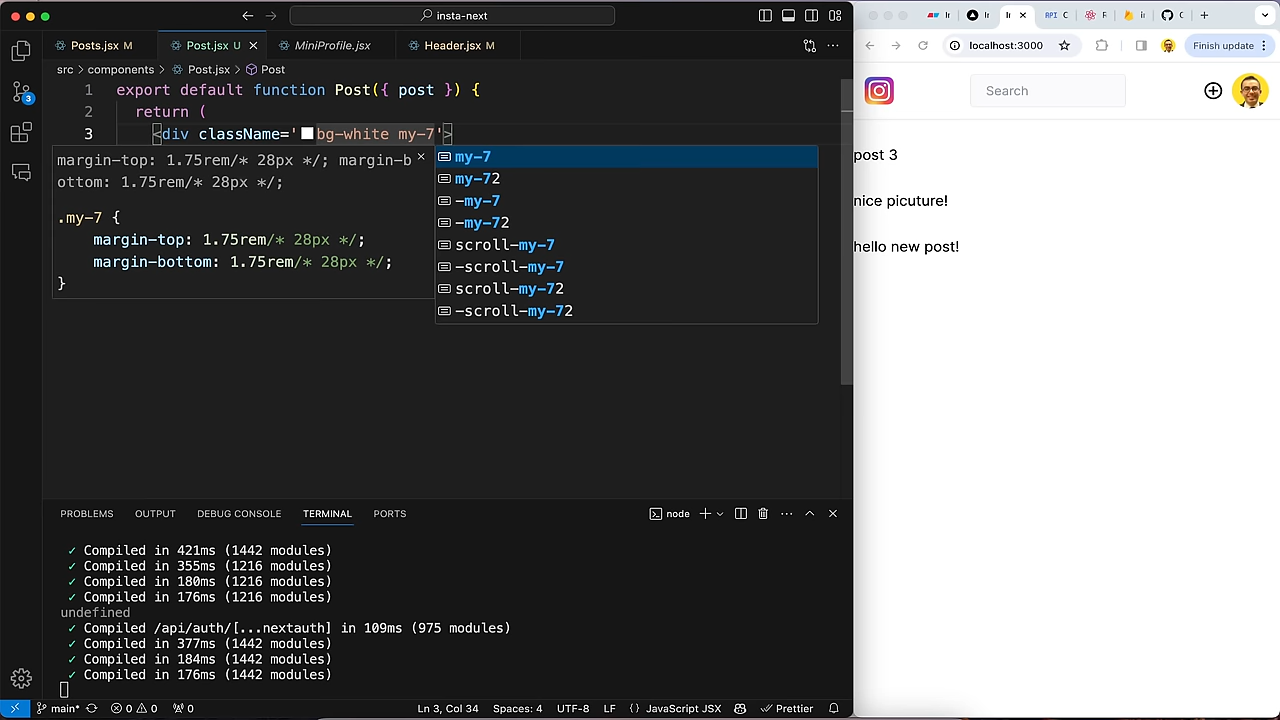 insta-next
Posts.jsx M
Post.jsx U
MiniProfile.jsx
Header.jsx M
src > components > Post.jsx > Post
1 export default function Post({ post }) {
2 return (
3 <div className='bg-white my-7'>
margin-top: 1.75rem/* 28px */; margin-b
ottom: 1.75rem/* 28px */;
.my-7 {
margin-top: 1.75rem/* 28px */;
margin-bottom: 1.75rem/* 28px */;
}
my-7
my-72
-my-7
-my-72
scroll-my-7
-scroll-my-7
scroll-my-72
-scroll-my-72
3
PROBLEMS OUTPUT DEBUG CONSOLE TERMINAL PORTS
node
✓ Compiled in 421ms (1442 modules)
✓ Compiled in 355ms (1216 modules)
✓ Compiled in 180ms (1216 modules)
✓ Compiled in 176ms (1216 modules)
undefined
✓ Compiled /api/auth/[...nextauth] in 109ms (975 modules)
✓ Compiled in 377ms (1442 modules)
✓ Compiled in 184ms (1442 modules)
✓ Compiled in 176ms (1442 modules)
main* 0 0 0 Ln 3, Col 34 Spaces: 4 UTF-8 LF {} JavaScript JSX Prettier
API C
localhost:3000
Finish update
Search
post 3
nice picuture!
hello new post!